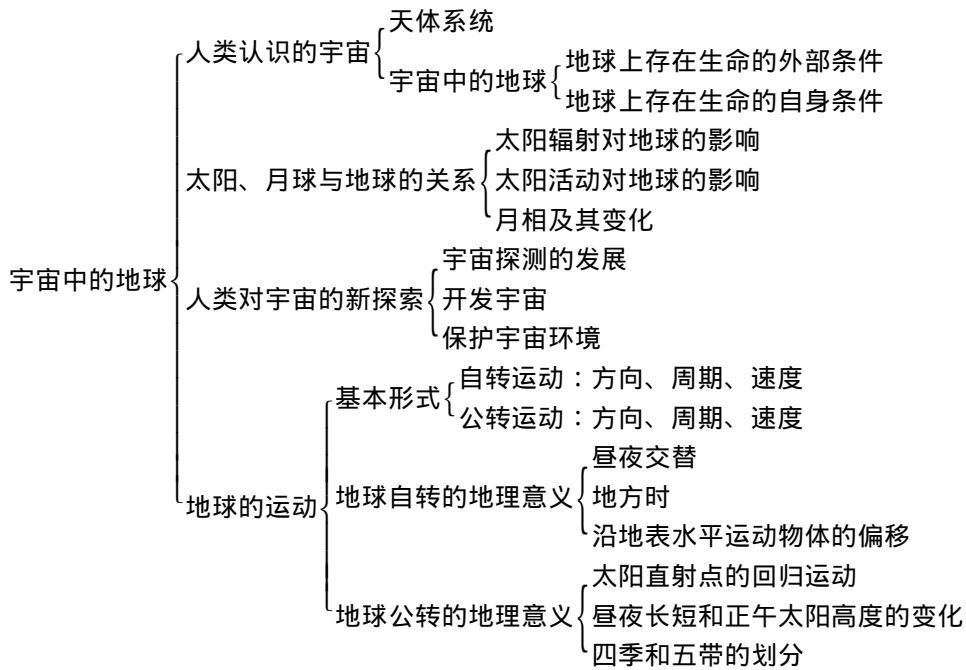 宇宙中的地球
人类认识的宇宙
天体系统
宇宙中的地球
地球上存在生命的外部条件
地球上存在生命的自身条件
太阳、月球与地球的关系
太阳辐射对地球的影响
太阳活动对地球的影响
月相及其变化
人类对宇宙的新探索
宇宙探测的发展
开发宇宙
保护宇宙环境
地球的运动
基本形式
自转运动：方向、周期、速度
公转运动：方向、周期、速度
地球自转的地理意义
昼夜交替
地方时
沿地表水平运动物体的偏移
地球公转的地理意义
太阳直射点的回归运动
昼夜长短和正午太阳高度的变化
四季和五带的划分